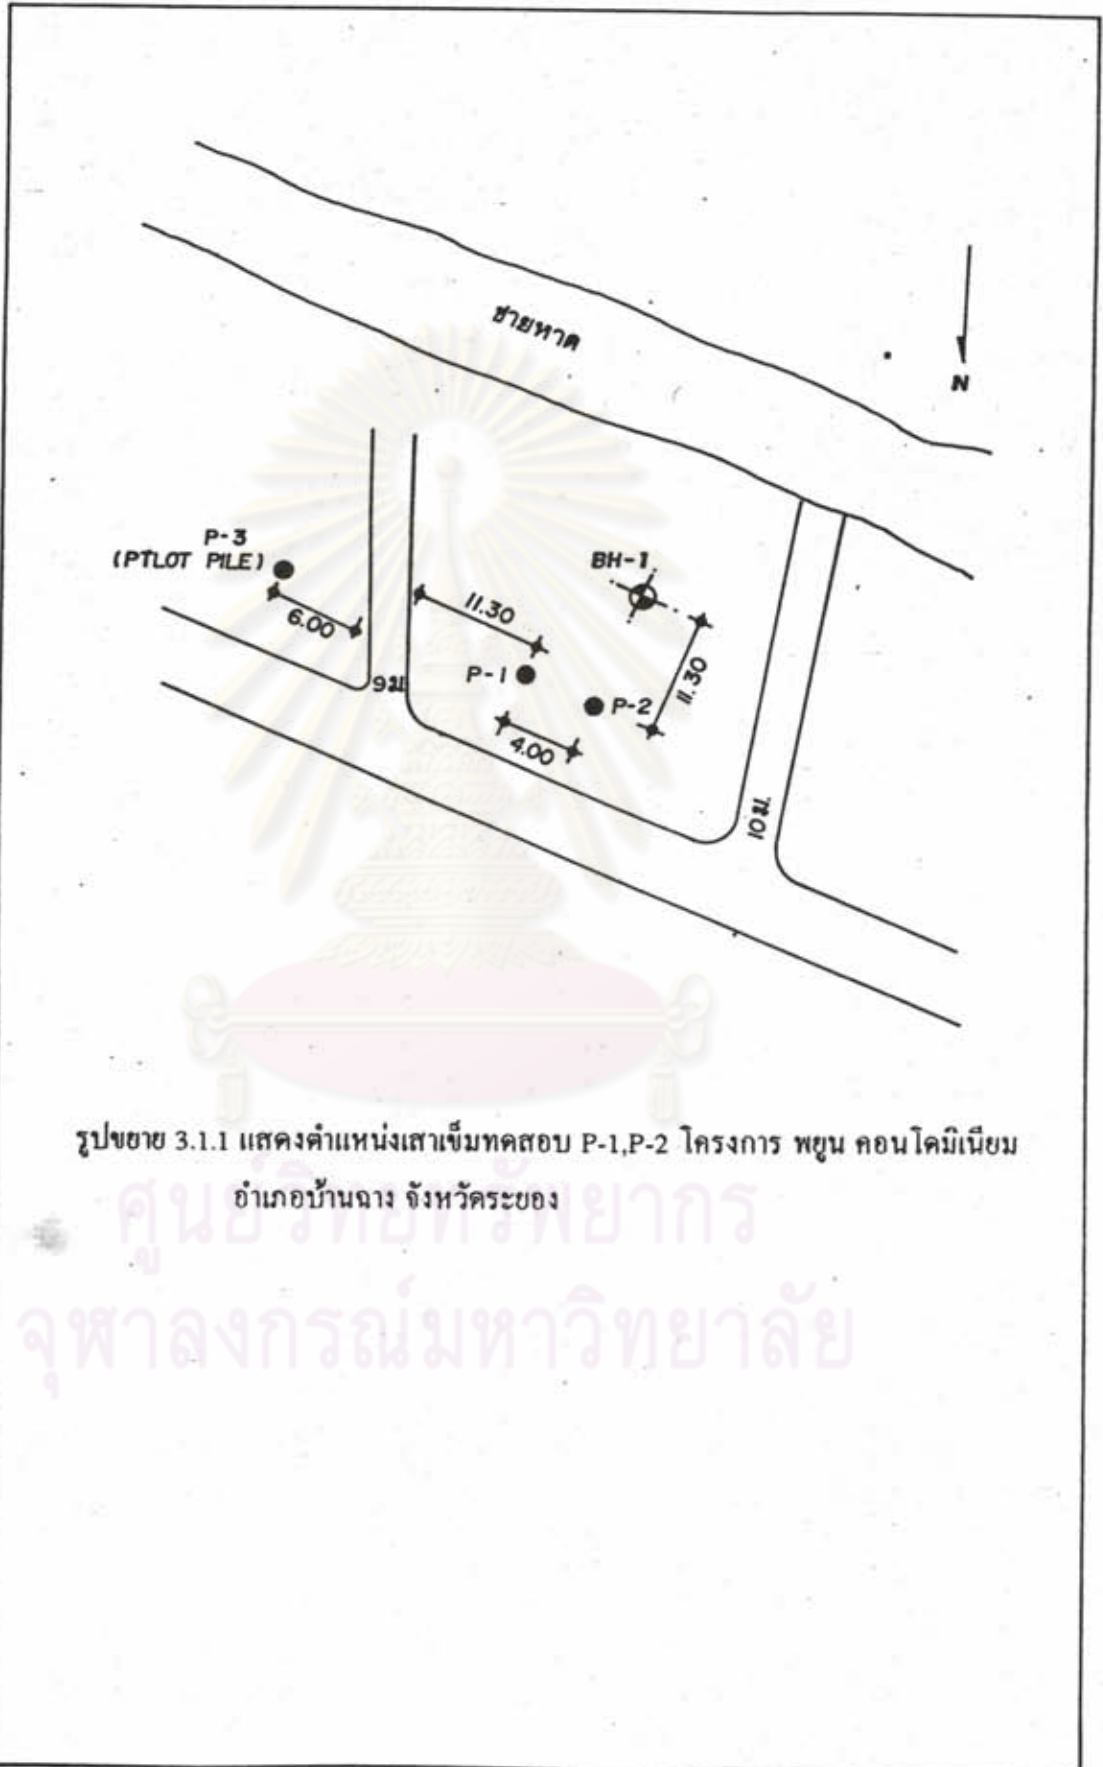 ชายหาด
N
P-3
(PTLOT PILE)
6.00
9ม
11.30
BH-1
P-1
P-2
11.30
4.00
10ม.
รูปขยาย 3.1.1 แสดงตำแหน่งเสาเข็มทดสอบ P-1,P-2 โครงการ พยูน คอนโดมิเนียม
อำเภอบ้านฉาง จังหวัดระยอง
ศูนย์วิทยทรัพยากร
จุฬาลงกรณ์มหาวิทยาลัย